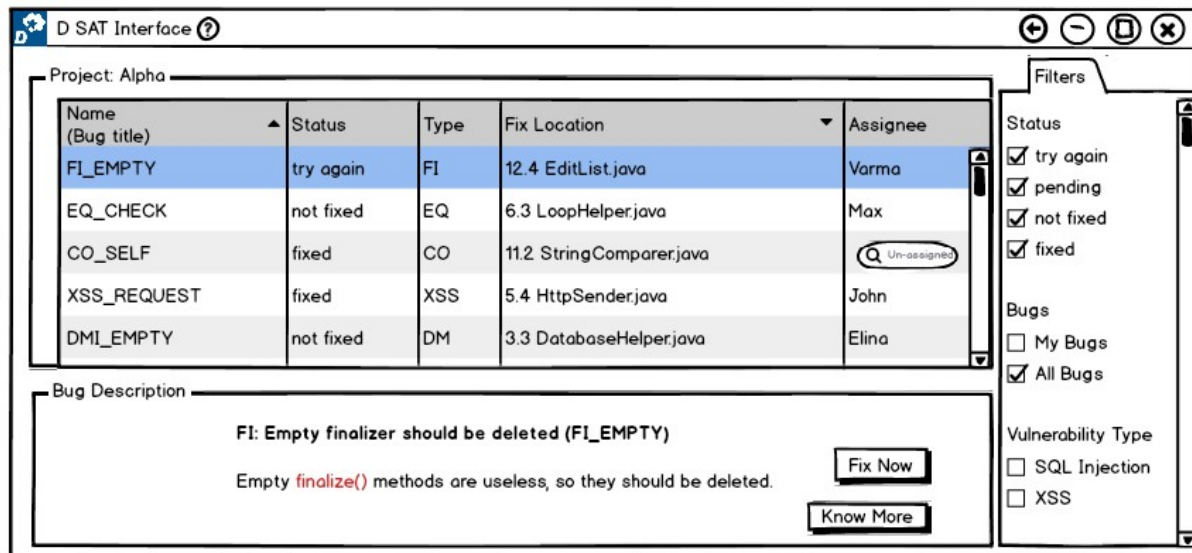 D SAT Interface ?
Project: Alpha
Name
(Bug title) Status Type Fix Location Assignee
FI_EMPTY try again FI 12.4 EditList.java Varma
EQ_CHECK not fixed EQ 6.3 LoopHelper.java Max
CO_SELF fixed CO 11.2 StringComparer.java Un-assigned
XSS_REQUEST fixed XSS 5.4 HttpSender.java John
DMI_EMPTY not fixed DM 3.3 DatabaseHelper.java Elina
Bug Description
FI: Empty finalizer should be deleted (FI_EMPTY)
Empty finalize() methods are useless, so they should be deleted.
Fix Now
Know More
Filters
Status
try again
pending
not fixed
fixed
Bugs
My Bugs
All Bugs
Vulnerability Type
SQL Injection
XSS